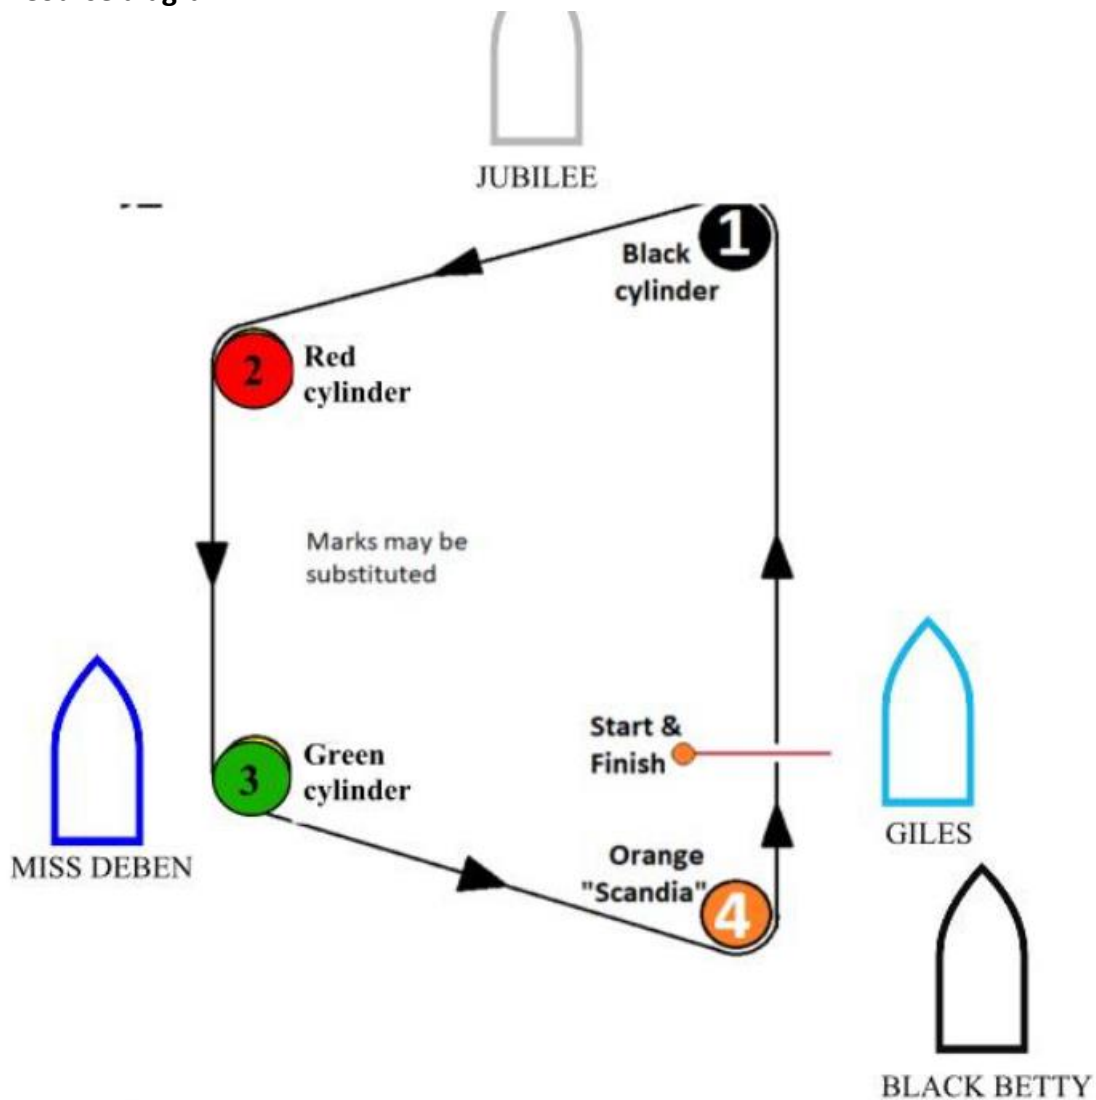 JUBILEE
1
Black
cylinder
2
Red
cylinder
Marks may be
substituted
Start &
Finish
3
Green
cylinder
MISS DEBEN
GILES
Orange
"Scandia"
4
BLACK BETTY